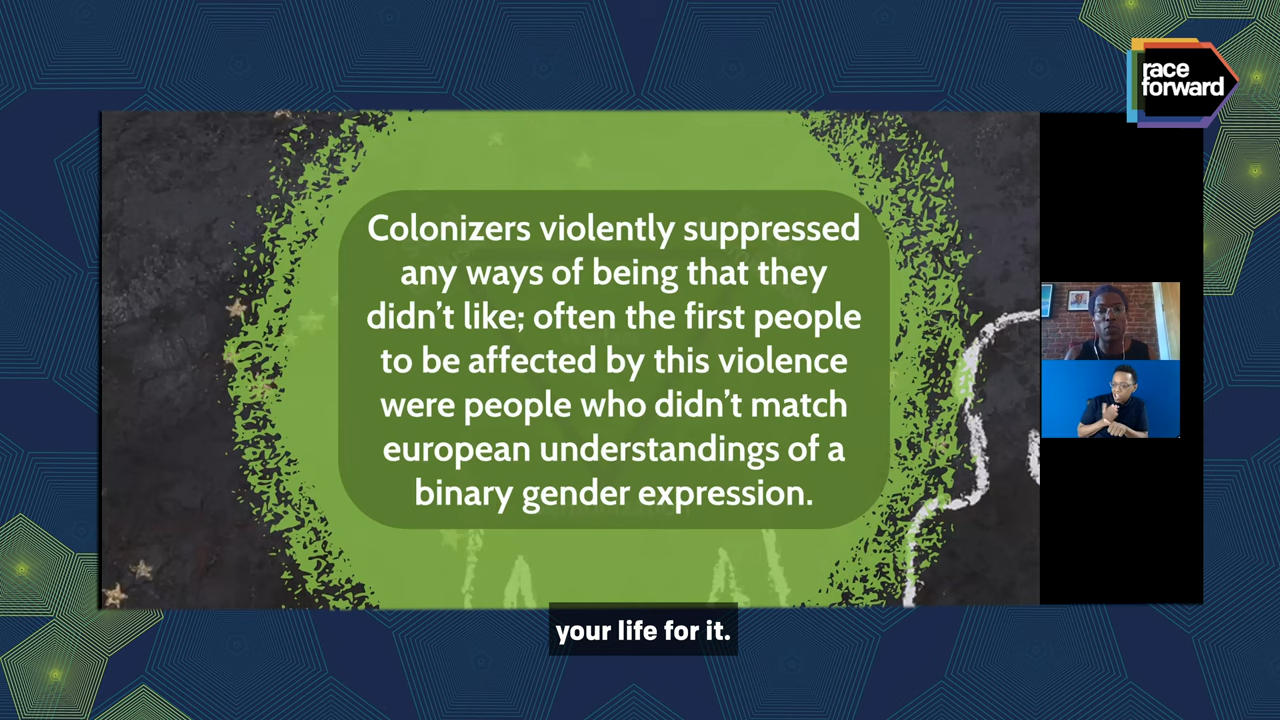 race
forward
Colonizers violently suppressed
any ways of being that they
didn't like; often the first people
to be affected by this violence
were people who didn't match
european understandings of a
binary gender expression.
your life for it.